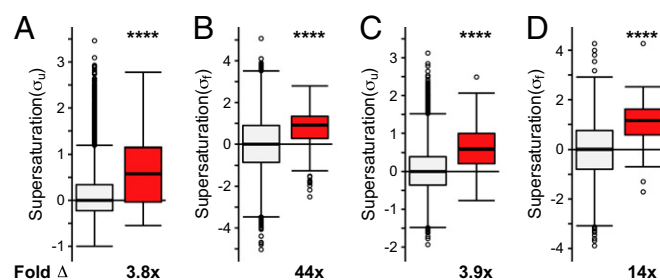 A B C D
**** **** **** ****
Supersaturation(σu) Supersaturation(σf) Supersaturation(σu) Supersaturation(σf)
3 2 1 0 -1
4 2 0 -2 -4
3 2 1 0 -1 -2
4 2 0 -2 -4
Fold Δ 3.8x 44x 3.9x 14x